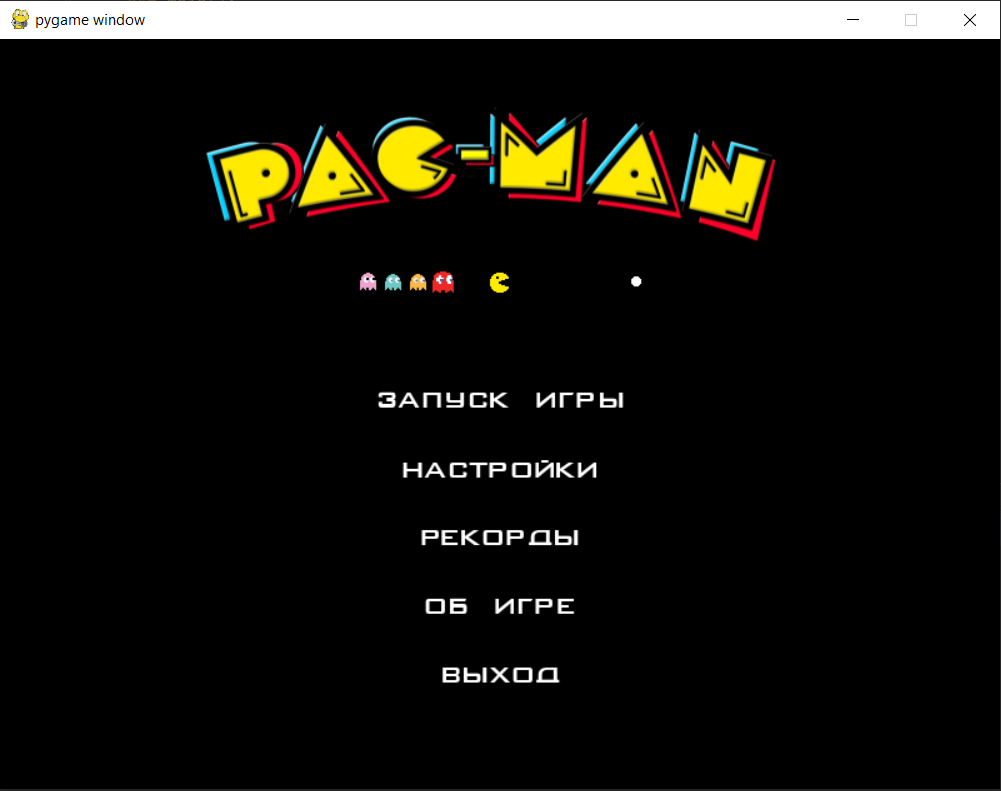 pygame window
PAC-MAN
ЗАПУСК ИГРЫ
НАСТРОЙКИ
РЕКОРДЫ
ОБ ИГРЕ
ВЫХОД